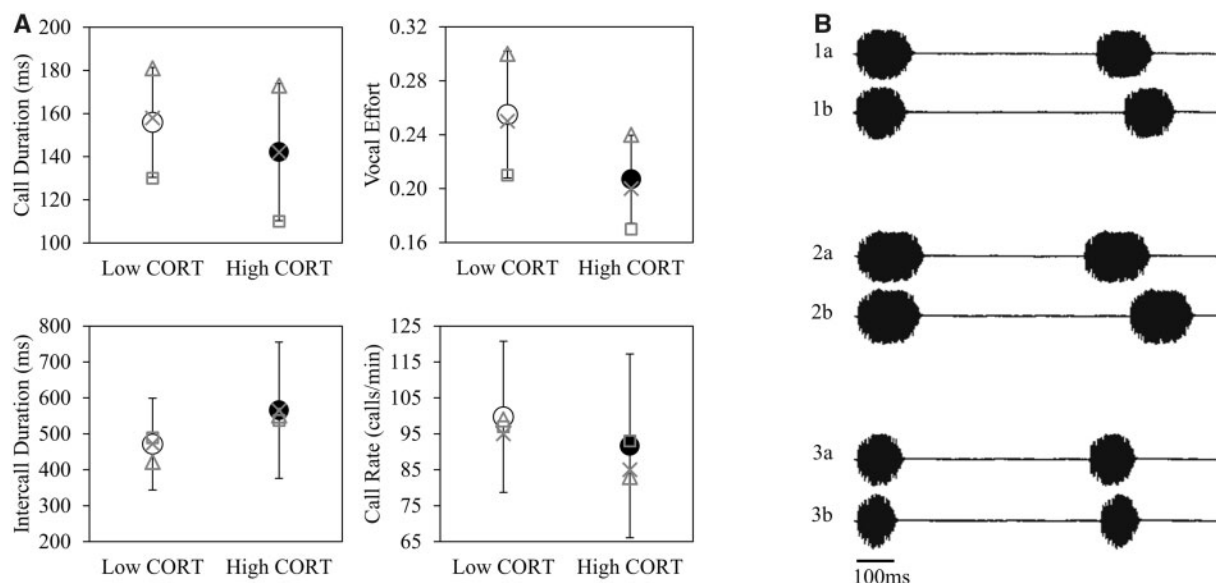 A
200
180
160
140
120
100
Call Duration (ms)
Low CORT High CORT
0.32
0.28
0.24
0.20
0.16
Vocal Effort
Low CORT High CORT
800
700
600
500
400
300
200
Intercall Duration (ms)
Low CORT High CORT
125
115
105
95
85
75
65
Call Rate (calls/min)
Low CORT High CORT
B
1a
1b
2a
2b
3a
3b
100ms